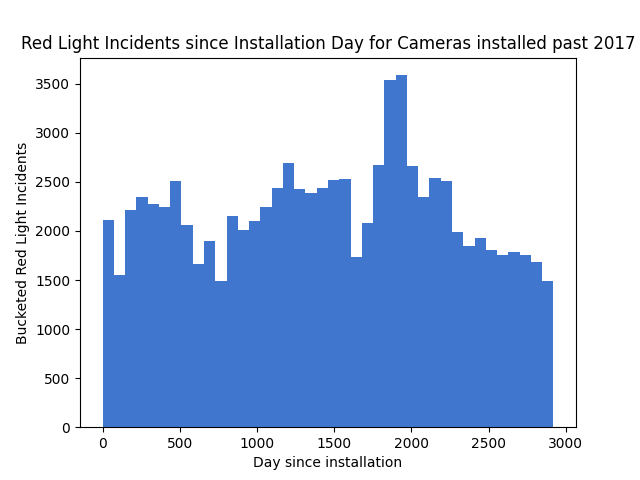 Red Light Incidents since Installation Day for Cameras installed past 2017
3500
3000
2500
2000
1500
1000
500
0
Bucketed Red Light Incidents
0 500 1000 1500 2000 2500 3000
Day since installation